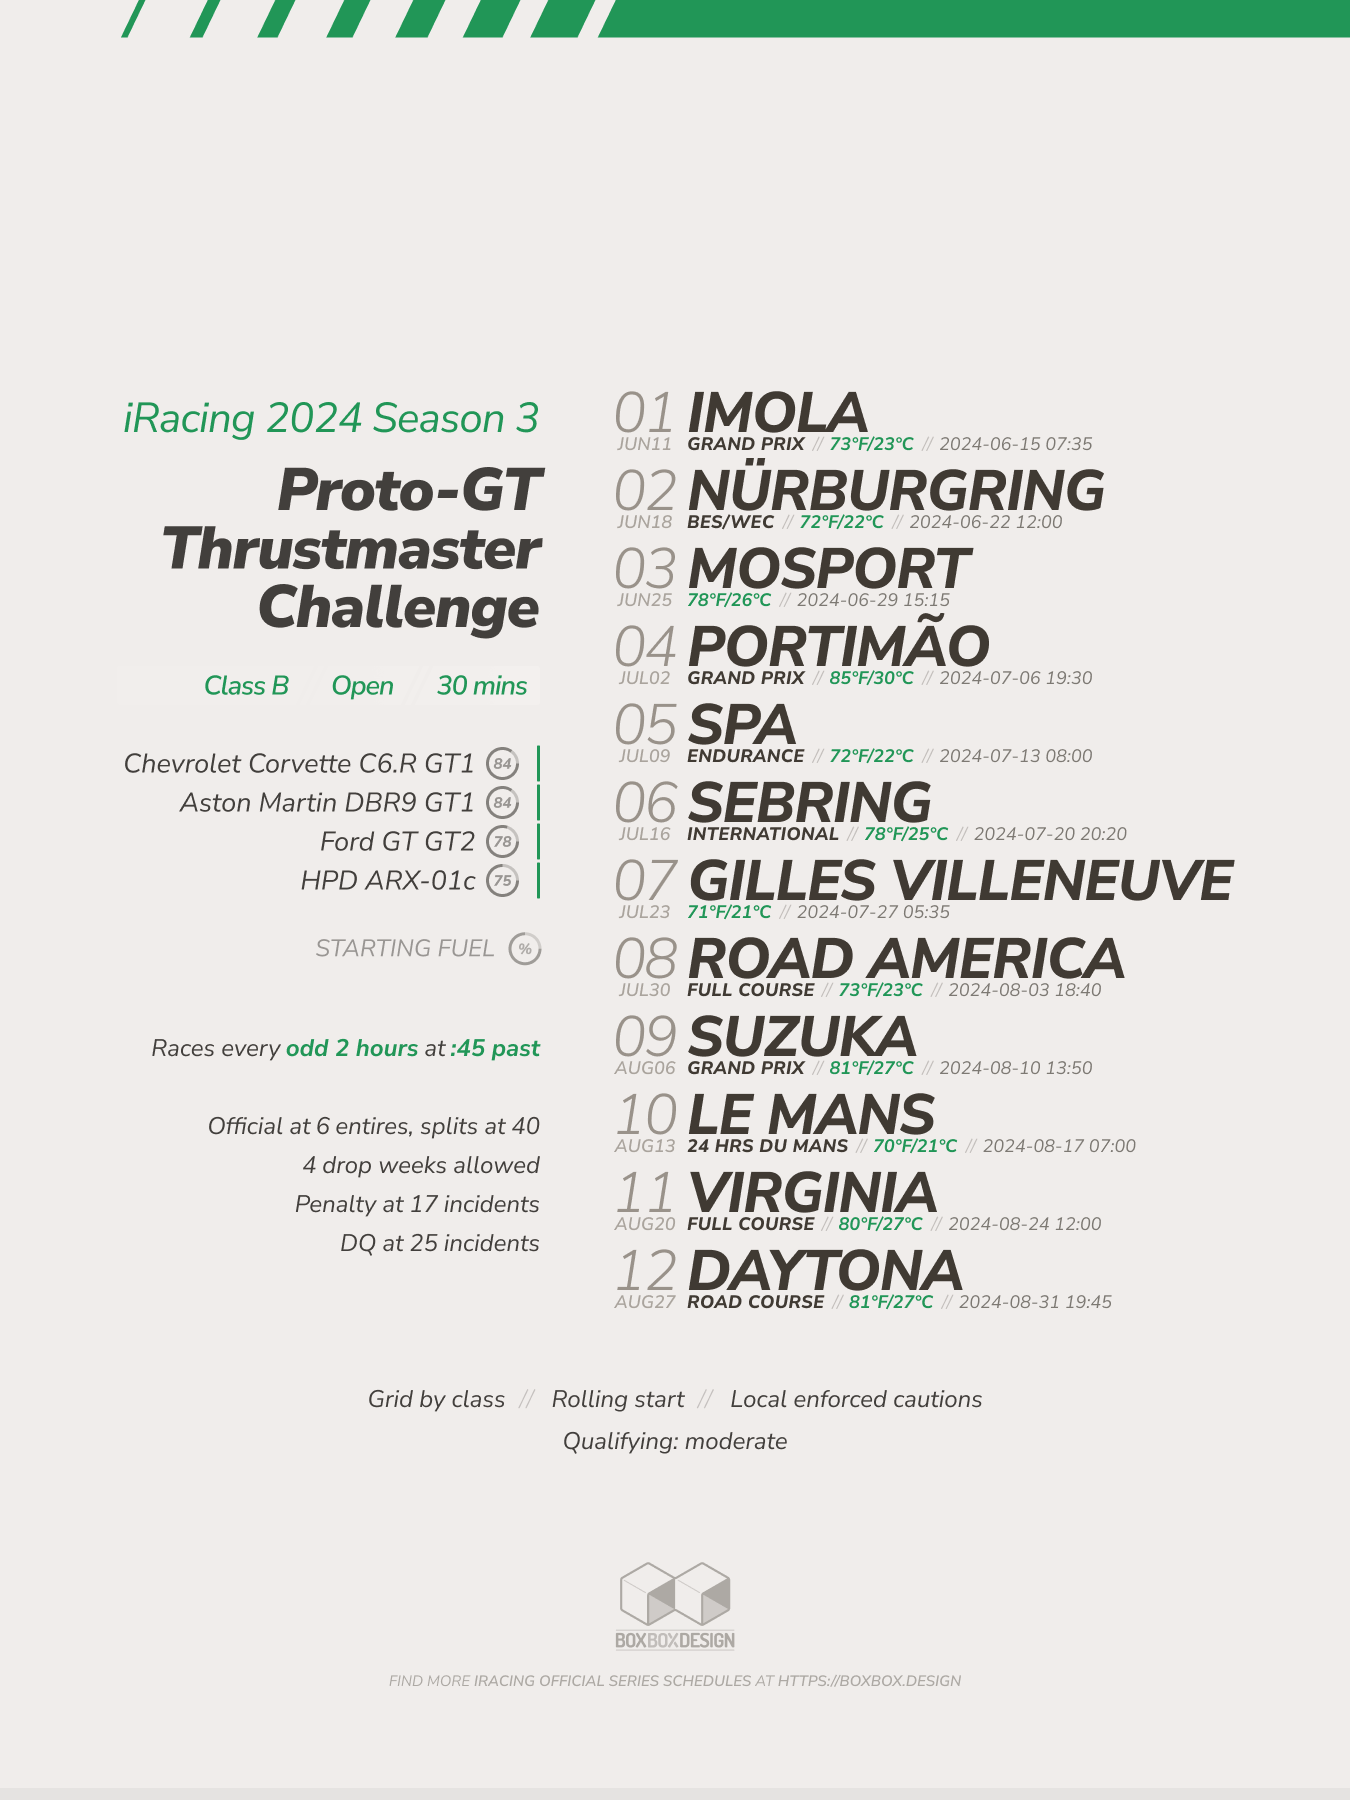 iRacing 2024 Season 3
Proto-GT
Thrustmaster
Challenge
Class B Open // 30 mins
Chevrolet Corvette C6.R GT1 84
Aston Martin DBR9 GT1 84
Ford GT GT2 78
HPD ARX-01c 75
STARTING FUEL %
Races every odd 2 hours at :45 past
Official at 6 entires, splits at 40
4 drop weeks allowed
Penalty at 17 incidents
DQ at 25 incidents
01 IMOLA
JUN11 GRAND PRIX // 73°F/23°C // 2024-06-15 07:35
02 NÜRBURGRING
JUN18 BES/WEC // 72°F/22°C // 2024-06-22 12:00
03 MOSPORT
JUN25 78°F/26°C // 2024-06-29 15:15
04 PORTIMÃO
JUL02 GRAND PRIX // 85°F/30°C // 2024-07-06 19:30
05 SPA
JUL09 ENDURANCE // 72°F/22°C // 2024-07-13 08:00
06 SEBRING
JUL16 INTERNATIONAL // 78°F/25°C // 2024-07-20 20:20
07 GILLES VILLENEUVE
JUL23 71°F/21°C // 2024-07-27 05:35
08 ROAD AMERICA
JUL30 FULL COURSE // 73°F/23°C // 2024-08-03 18:40
09 SUZUKA
AUG06 GRAND PRIX // 81°F/27°C // 2024-08-10 13:50
10 LE MANS
AUG13 24 HRS DU MANS // 70°F/21°C // 2024-08-17 07:00
11 VIRGINIA
AUG20 FULL COURSE // 80°F/27°C // 2024-08-24 12:00
12 DAYTONA
AUG27 ROAD COURSE // 81°F/27°C // 2024-08-31 19:45
Grid by class // Rolling start // Local enforced cautions
Qualifying: moderate
BOXBOXDESIGN
FIND MORE IRACING OFFICIAL SERIES SCHEDULES AT HTTPS://BOXBOX.DESIGN